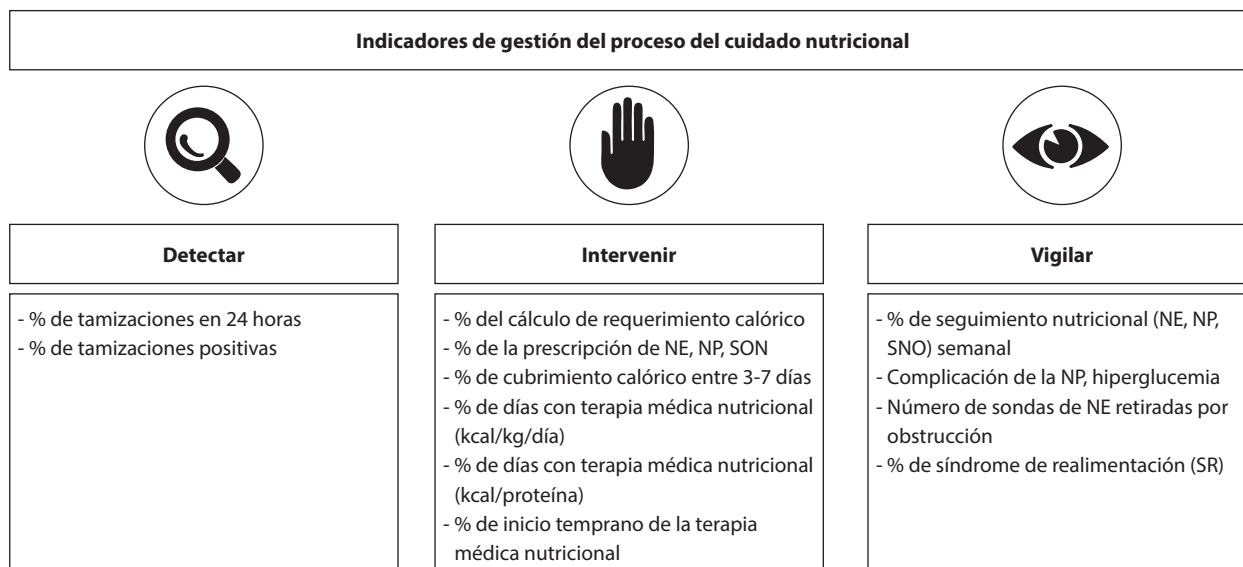 Indicadores de gestión del proceso del cuidado nutricional
Detectar
- % de tamizaciones en 24 horas
- % de tamizaciones positivas
Intervenir
- % del cálculo de requerimiento calórico
- % de la prescripción de NE, NP, SON
- % de cubrimiento calórico entre 3-7 días
- % de días con terapia médica nutricional
(kcal/kg/día)
- % de días con terapia médica nutricional
(kcal/proteína)
- % de inicio temprano de la terapia
médica nutricional
Vigilar
- % de seguimiento nutricional (NE, NP,
SNO) semanal
- Complicación de la NP, hiperglucemia
- Número de sondas de NE retiradas por
obstrucción
- % de síndrome de realimentación (SR)